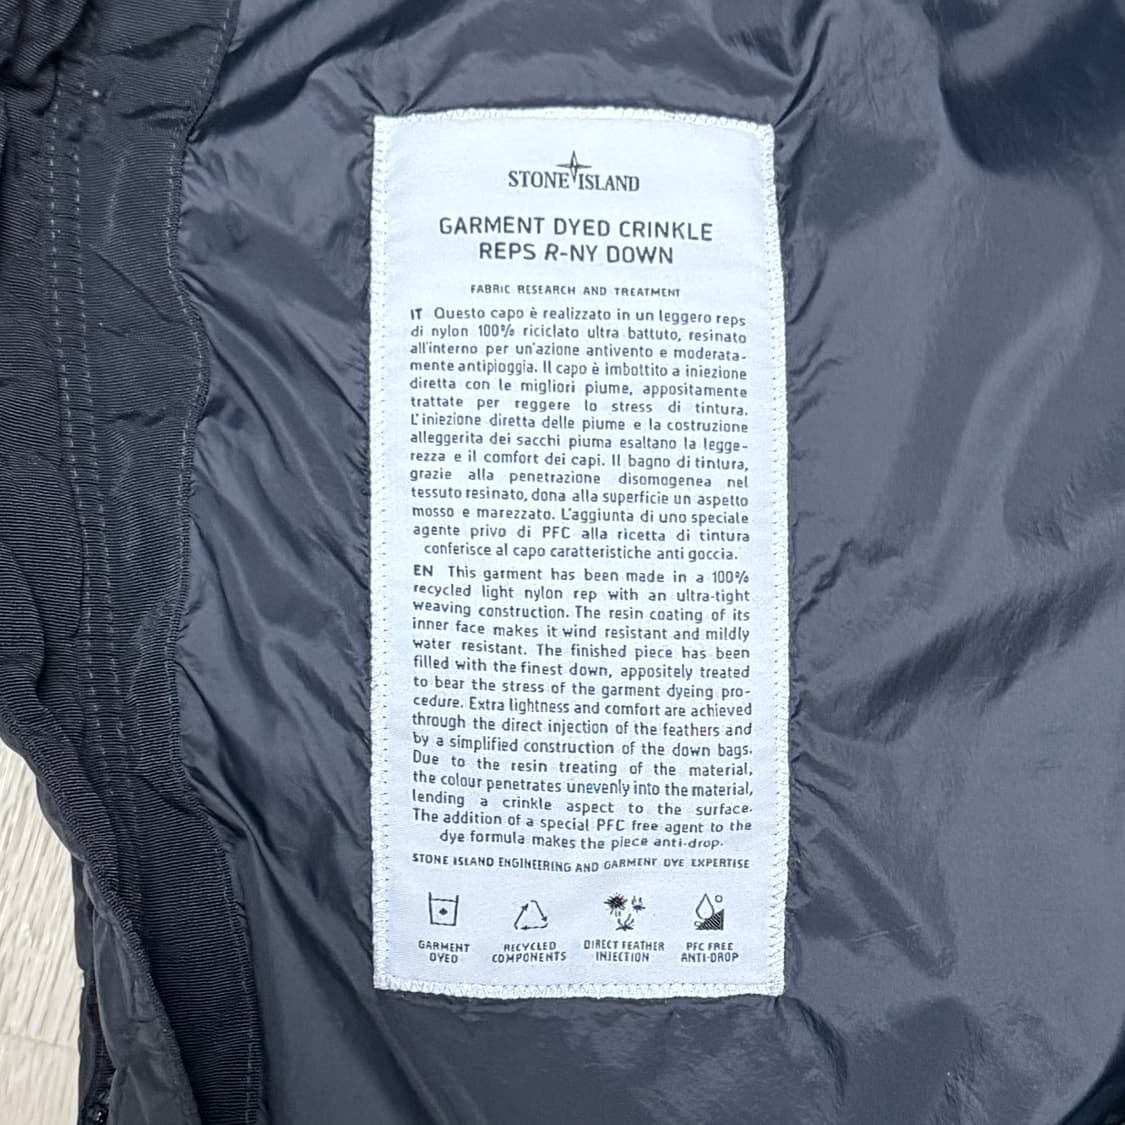 STONE ISLAND
GARMENT DYED CRINKLE
REPS R-NY DOWN
FABRIC RESEARCH AND TREATMENT
IT Questo capo è realizzato in un leggero reps
di nylon 100% riciclato ultra battuto, resinato
all'interno per un'azione antivento e moderata-
mente antipioggia. Il capo è imbottito a iniezione
diretta con le migliori piume, appositamente
trattate per reggere lo stress di tintura.
L'iniezione diretta delle piume e la costruzione
alleggerita dei sacchi piuma esaltano la legge-
rezza e il comfort dei capi. Il bagno di tintura,
grazie alla penetrazione disomogenea nel
tessuto resinato, dona alla superficie un aspetto
mosso e marezzato. L'aggiunta di uno speciale
agente privo di PFC alla ricetta di tintura
conferisce al capo caratteristiche anti goccia.
EN This garment has been made in a 100%
recycled light nylon rep with an ultra-tight
weaving construction. The resin coating of its
inner face makes it wind resistant and mildly
water resistant. The finished piece has been
filled with the finest down, appositely treated
to bear the stress of the garment dyeing pro-
cedure. Extra lightness and comfort are achieved
through the direct injection of the feathers and
by a simplified construction of the down bags.
Due to the resin treating of the material,
the colour penetrates unevenly into the material,
lending a crinkle aspect to the surface.
The addition of a special PFC free agent to the
dye formula makes the piece anti-drop.
STONE ISLAND ENGINEERING AND GARMENT DYE EXPERTISE
GARMENT DYED
RECYCLED COMPONENTS
DIRECT FEATHER INJECTION
PFC FREE ANTI-DROP